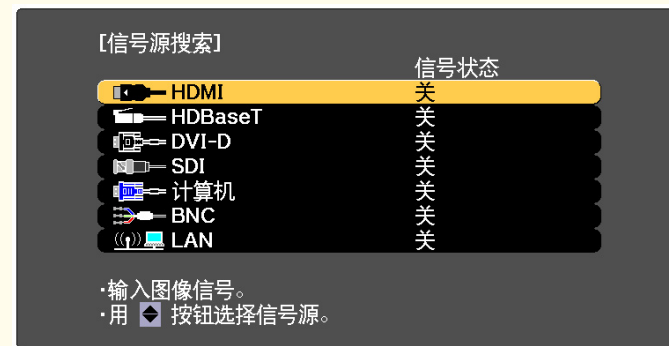 [信号源搜索]
信号状态
HDMI 关
HDBaseT 关
DVI-D 关
SDI 关
计算机 关
BNC 关
LAN 关
·输入图像信号。
·用 按钮选择信号源。